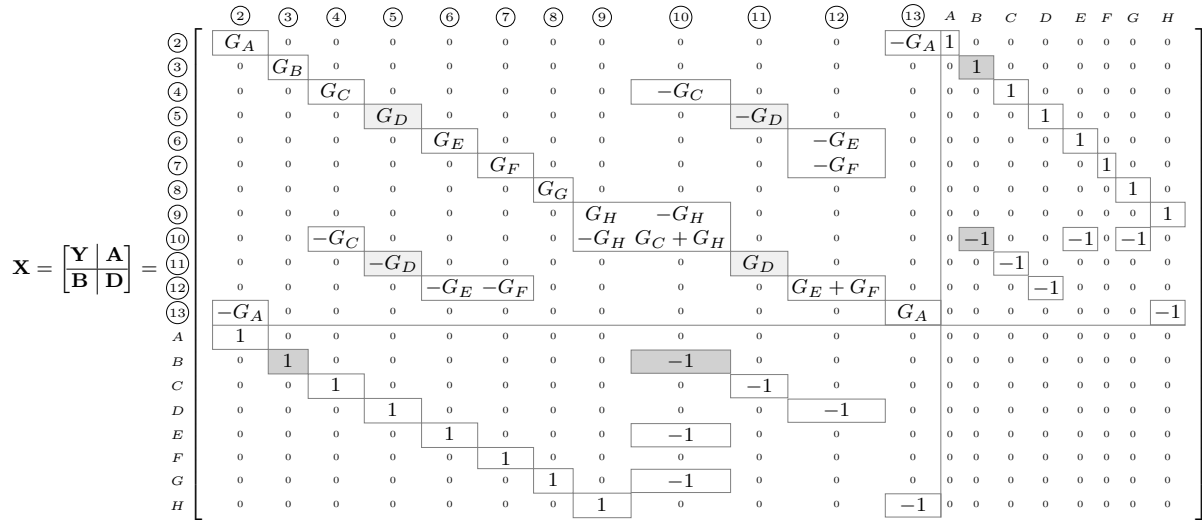 ② ③ ④ ⑤ ⑥ ⑦ ⑧ ⑨ ⑩ ⑪ ⑫ ⑬ A B C D E F G H
② G_A 0 0 0 0 0 0 0 0 0 0 −G_A 1 0 0 0 0 0 0 0
③ 0 G_B 0 0 0 0 0 0 0 0 0 0 0 1 0 0 0 0 0 0
④ 0 0 G_C 0 0 0 0 0 −G_C 0 0 0 0 0 1 0 0 0 0 0
⑤ 0 0 0 G_D 0 0 0 0 0 −G_D 0 0 0 0 0 1 0 0 0 0
⑥ 0 0 0 0 G_E 0 0 0 0 0 −G_E 0 0 0 0 0 1 0 0 0
⑦ 0 0 0 0 0 G_F 0 0 0 0 −G_F 0 0 0 0 0 0 1 0 0
⑧ 0 0 0 0 0 0 G_G 0 0 0 0 0 0 0 0 0 0 0 1 0
⑨ 0 0 0 0 0 0 0 G_H −G_H 0 0 0 0 0 0 0 0 0 0 1
⑩ 0 0 −G_C 0 0 0 0 −G_H G_C + G_H 0 0 0 0 −1 0 0 −1 0 −1 0
X = [Y | A
B | D] =
⑪ 0 0 0 −G_D 0 0 0 0 0 G_D 0 0 0 0 −1 0 0 0 0 0
⑫ 0 0 0 0 −G_E −G_F 0 0 0 0 G_E + G_F 0 0 0 0 −1 0 0 0 0
⑬ −G_A 0 0 0 0 0 0 0 0 0 0 G_A 0 0 0 0 0 0 0 −1
A 1 0 0 0 0 0 0 0 0 0 0 0 0 0 0 0 0 0 0 0
B 0 1 0 0 0 0 0 0 −1 0 0 0 0 0 0 0 0 0 0 0
C 0 0 1 0 0 0 0 0 0 −1 0 0 0 0 0 0 0 0 0 0
D 0 0 0 1 0 0 0 0 0 0 −1 0 0 0 0 0 0 0 0 0
E 0 0 0 0 1 0 0 0 −1 0 0 0 0 0 0 0 0 0 0 0
F 0 0 0 0 0 1 0 0 0 0 0 0 0 0 0 0 0 0 0 0
G 0 0 0 0 0 0 1 0 −1 0 0 0 0 0 0 0 0 0 0 0
H 0 0 0 0 0 0 0 1 0 0 0 −1 0 0 0 0 0 0 0 0